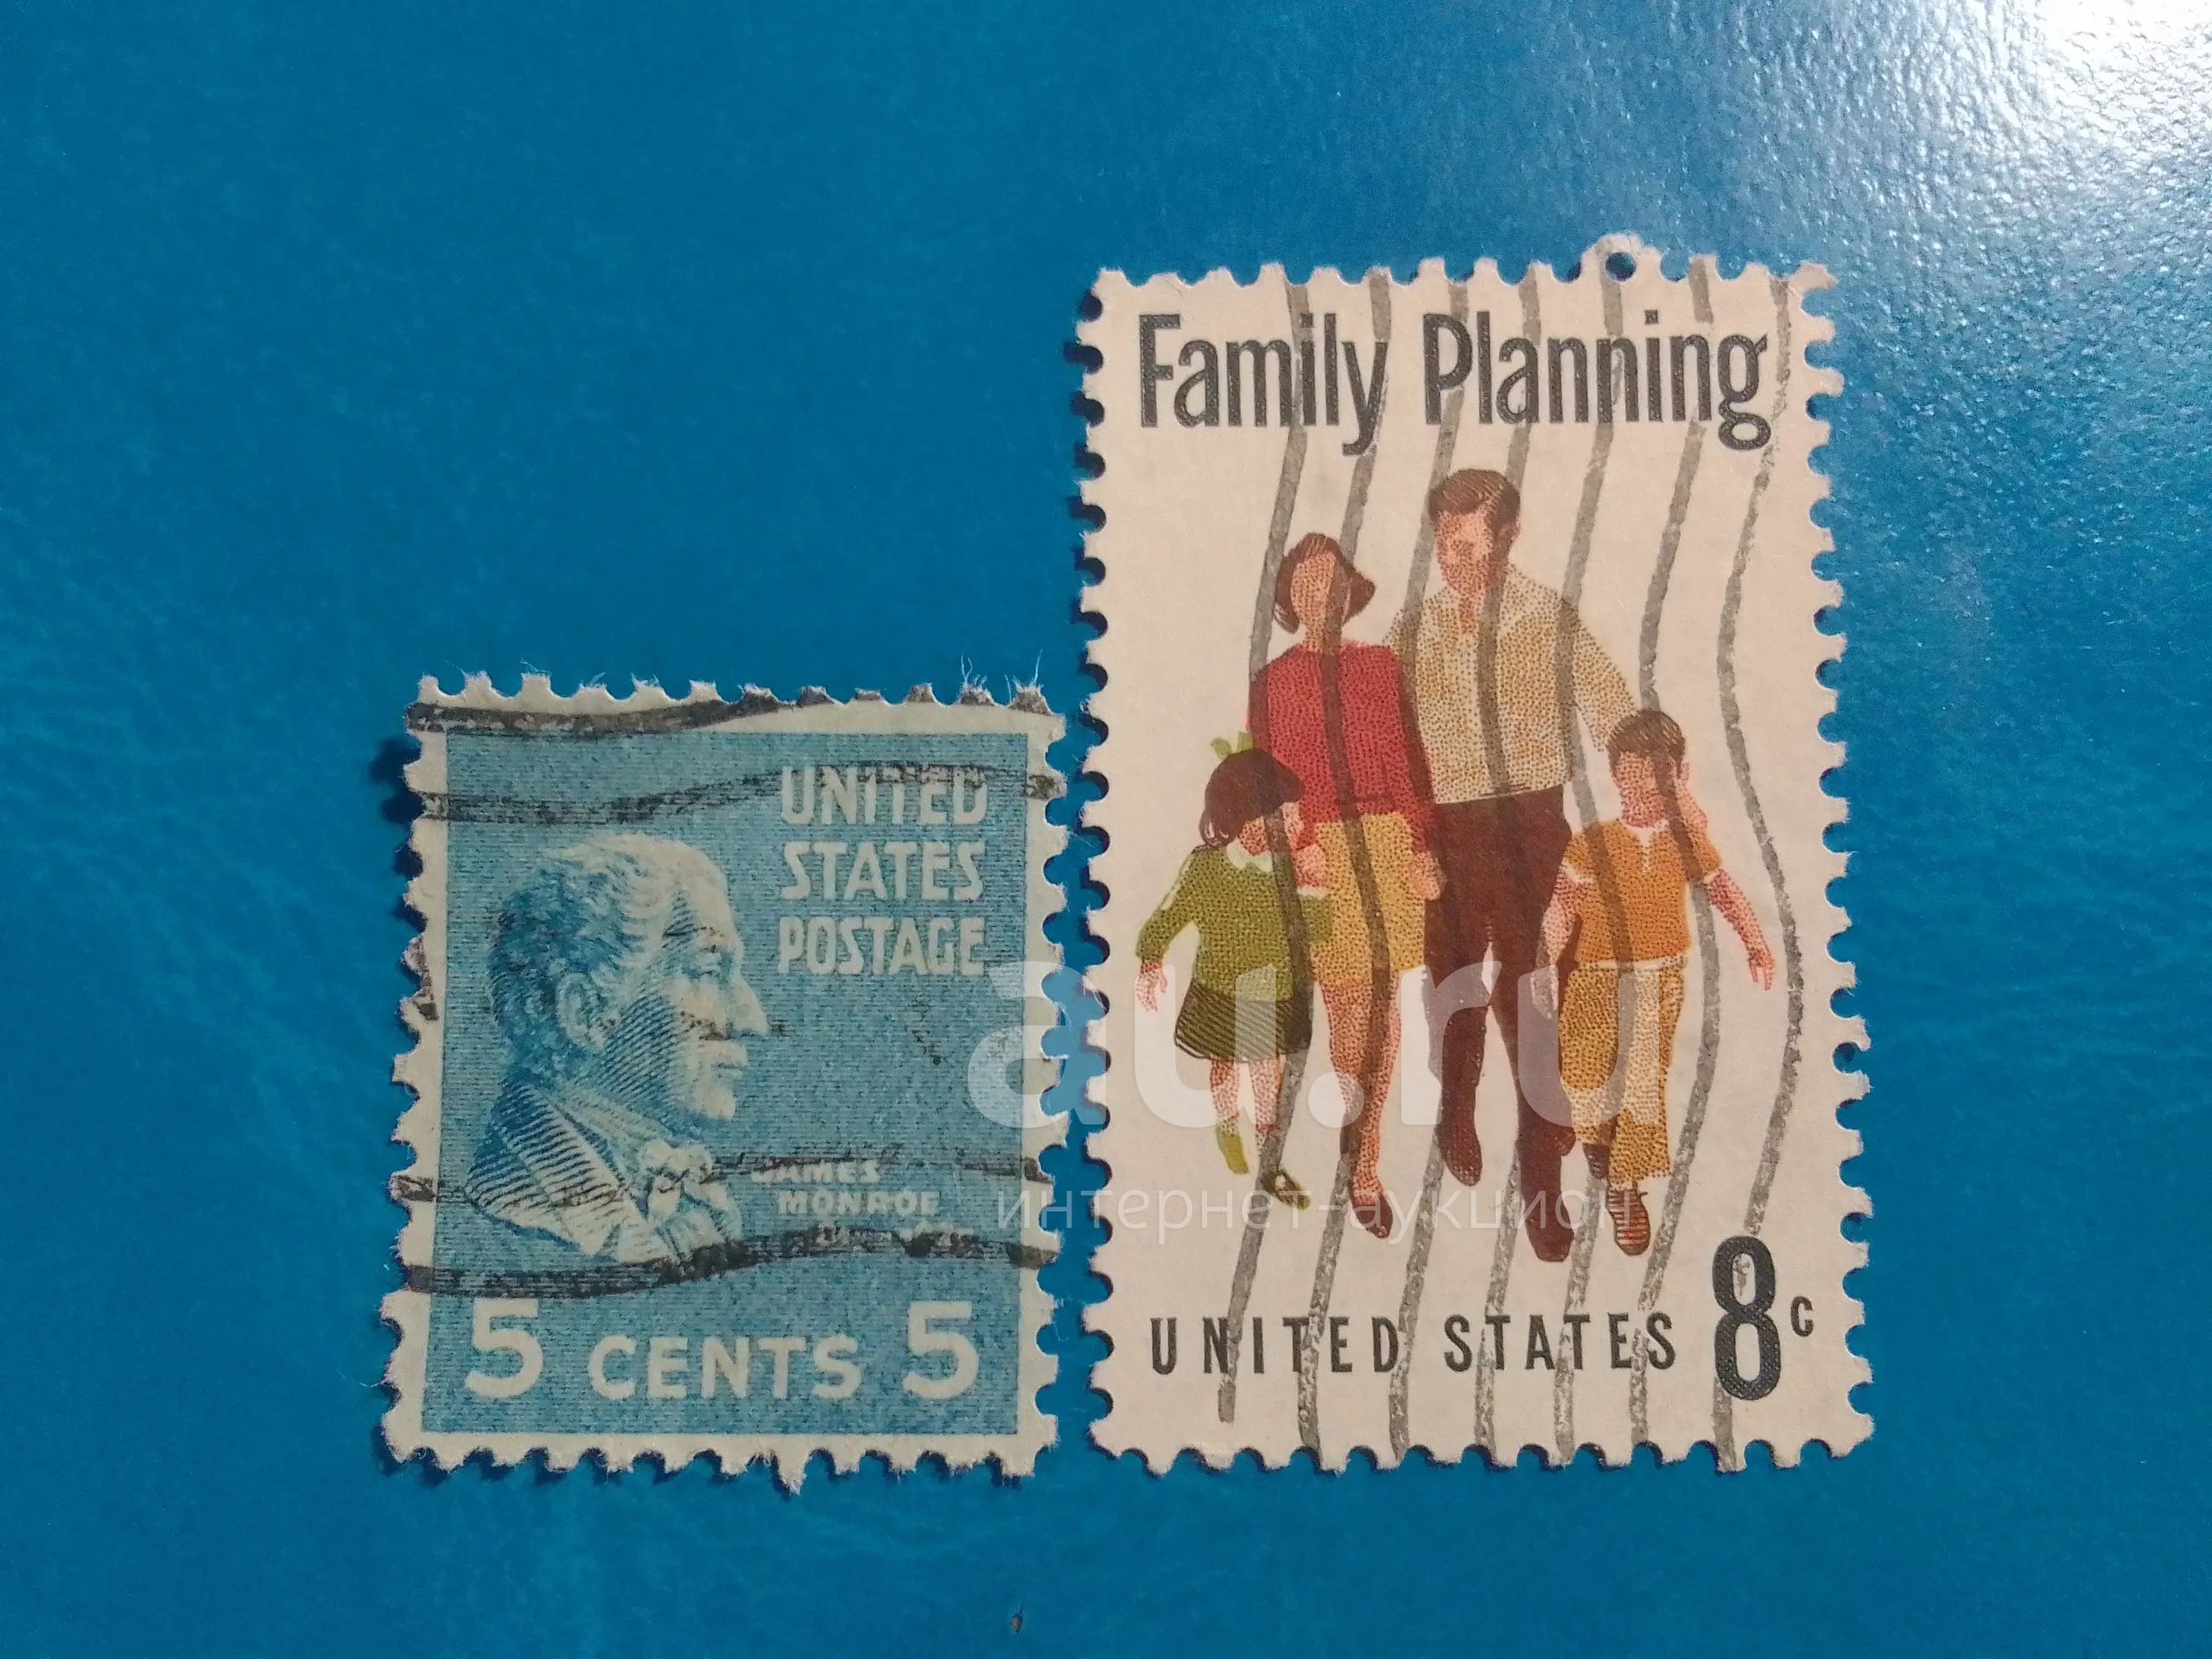 UNITED
STATES
POSTAGE
JAMES
MONROE
5 CENTS 5
Family Planning
UNITED STATES 8c
au.ru
интернет-аукцион